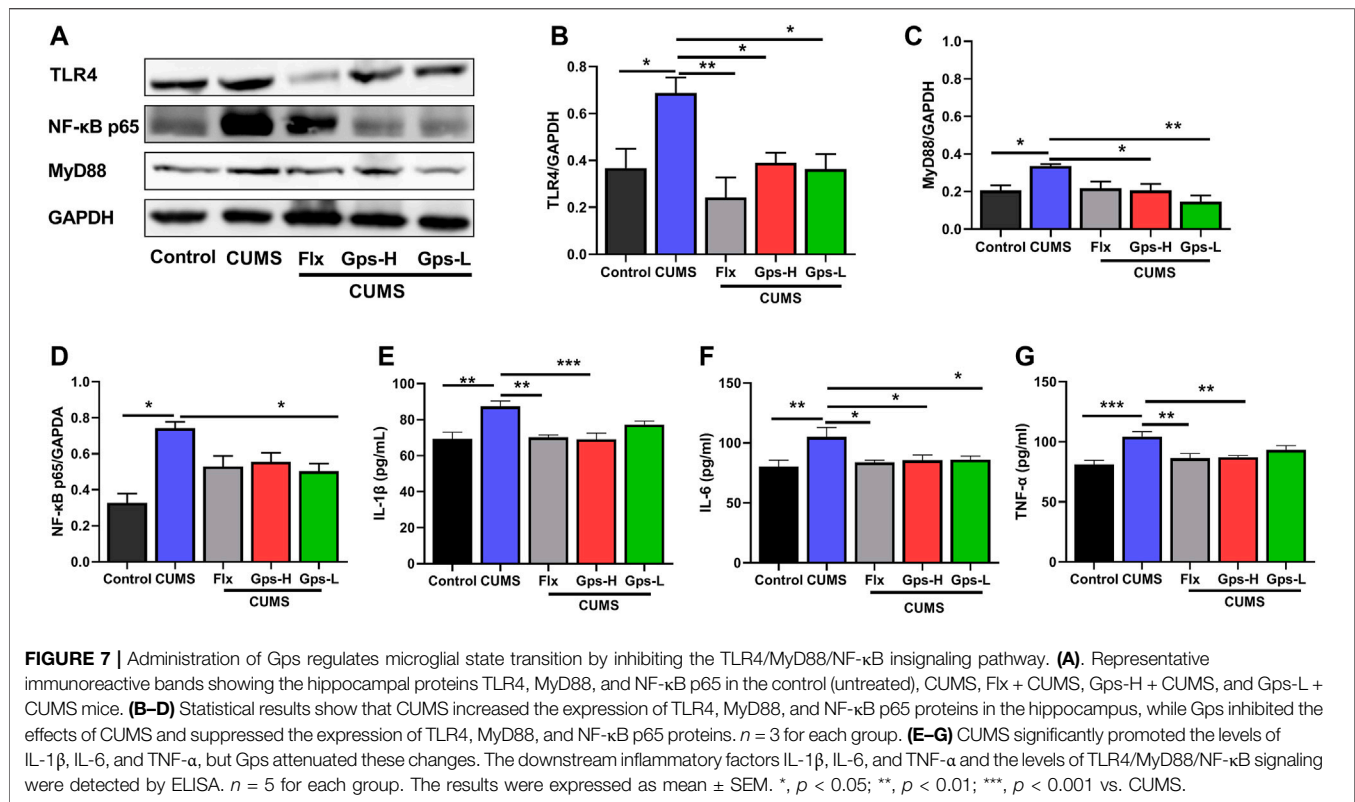 A
TLR4
NF-κB p65
MyD88
GAPDH
Control CUMS Flx Gps-H Gps-L
CUMS
B
TLR4/GAPDH
0.8
0.6
0.4
0.2
0.0
*
**
*
*
Control CUMS Flx Gps-H Gps-L
CUMS
C
MyD88/GAPDH
1.0
0.8
0.6
0.4
0.2
0.0
*
*
**
Control CUMS Flx Gps-H Gps-L
CUMS
D
NF-κB p65/GAPDA
1.0
0.8
0.6
0.4
0.2
0.0
*
*
Control CUMS Flx Gps-H Gps-L
CUMS
E
IL-1β (pg/mL)
100
80
60
40
20
0
**
**
***
Control CUMS Flx Gps-H Gps-L
CUMS
F
IL-6 (pg/ml)
150
100
50
0
**
*
*
*
Control CUMS Flx Gps-H Gps-L
CUMS
G
TNF-α (pg/ml)
150
100
50
0
***
**
**
Control CUMS Flx Gps-H Gps-L
CUMS
FIGURE 7 | Administration of Gps regulates microglial state transition by inhibiting the TLR4/MyD88/NF-κB insignaling pathway. (A). Representative
immunoreactive bands showing the hippocampal proteins TLR4, MyD88, and NF-κB p65 in the control (untreated), CUMS, Flx + CUMS, Gps-H + CUMS, and Gps-L +
CUMS mice. (B–D) Statistical results show that CUMS increased the expression of TLR4, MyD88, and NF-κB p65 proteins in the hippocampus, while Gps inhibited the
effects of CUMS and suppressed the expression of TLR4, MyD88, and NF-κB p65 proteins. n = 3 for each group. (E–G) CUMS significantly promoted the levels of
IL-1β, IL-6, and TNF-α, but Gps attenuated these changes. The downstream inflammatory factors IL-1β, IL-6, and TNF-α and the levels of TLR4/MyD88/NF-κB signaling
were detected by ELISA. n = 5 for each group. The results were expressed as mean ± SEM. *, p < 0.05; **, p < 0.01; ***, p < 0.001 vs. CUMS.